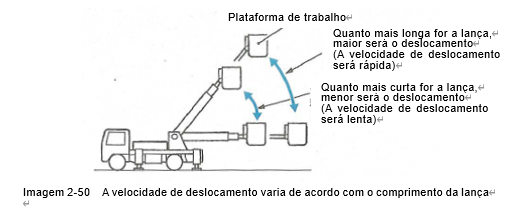 Plataforma de trabalho
Quanto mais longa for a lança,
maior será o deslocamento
(A velocidade de deslocamento
será rápida)
Quanto mais curta for a lança,
menor será o deslocamento
(A velocidade de deslocamento
será lenta)
Imagem 2-50 A velocidade de deslocamento varia de acordo com o comprimento da lança